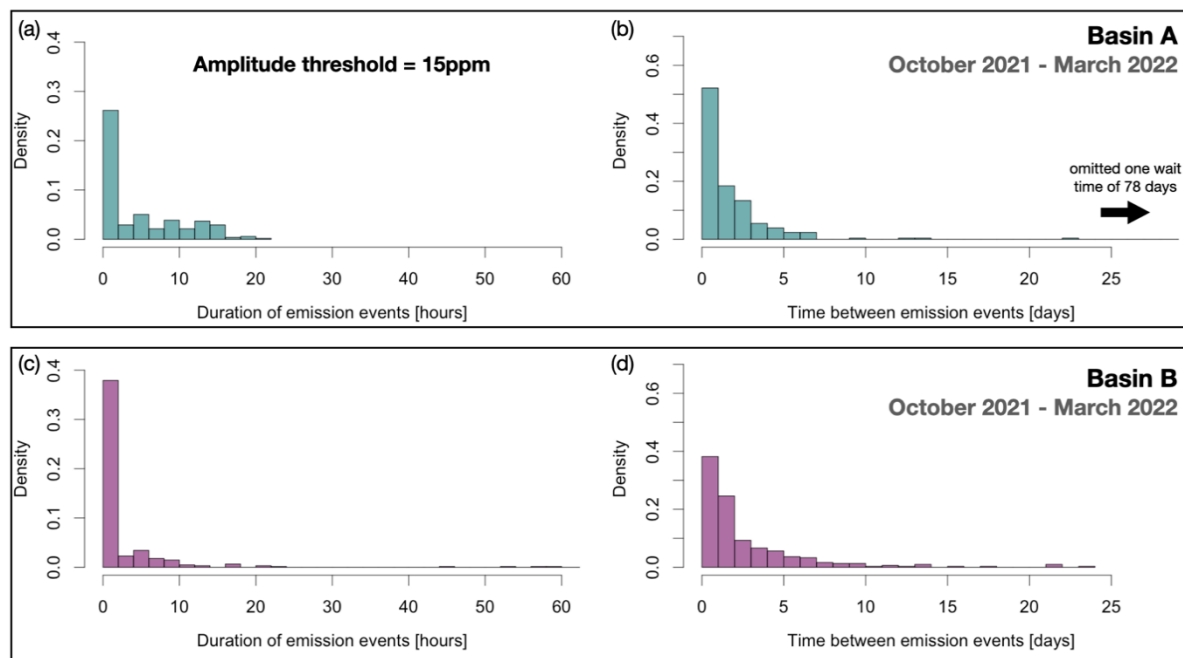 (a)
Amplitude threshold = 15ppm
Density
0.0 0.1 0.2 0.3 0.4
0 10 20 30 40 50 60
Duration of emission events [hours]
(b)
Basin A
October 2021 - March 2022
omitted one wait
time of 78 days
Density
0.0 0.2 0.4 0.6
0 5 10 15 20 25
Time between emission events [days]
(c)
Density
0.0 0.1 0.2 0.3 0.4
0 10 20 30 40 50 60
Duration of emission events [hours]
(d)
Basin B
October 2021 - March 2022
Density
0.0 0.2 0.4 0.6
0 5 10 15 20 25
Time between emission events [days]